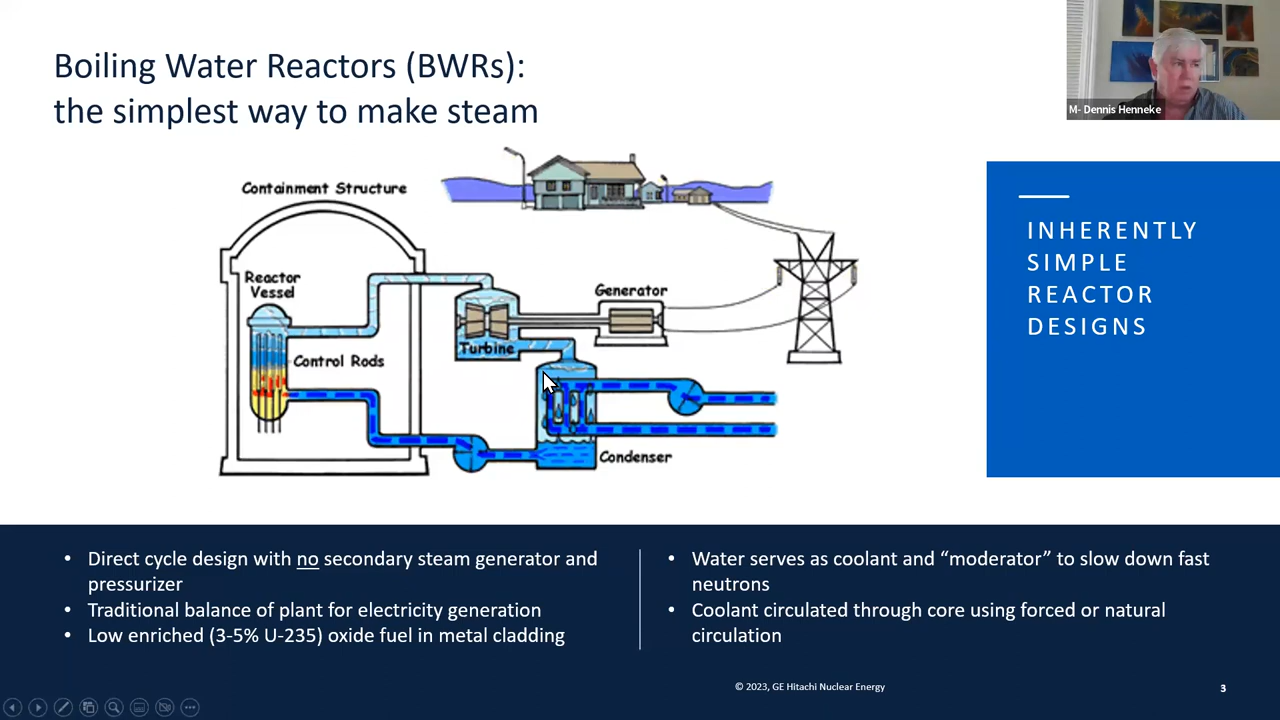 Boiling Water Reactors (BWRs):
the simplest way to make steam
M- Dennis Henneke
Containment Structure
Reactor
Vessel
Control Rods
Turbine
Generator
Condenser
INHERENTLY
SIMPLE
REACTOR
DESIGNS
• Direct cycle design with no secondary steam generator and
pressurizer
• Traditional balance of plant for electricity generation
• Low enriched (3-5% U-235) oxide fuel in metal cladding
• Water serves as coolant and “moderator” to slow down fast
neutrons
• Coolant circulated through core using forced or natural
circulation
© 2023, GE Hitachi Nuclear Energy
3